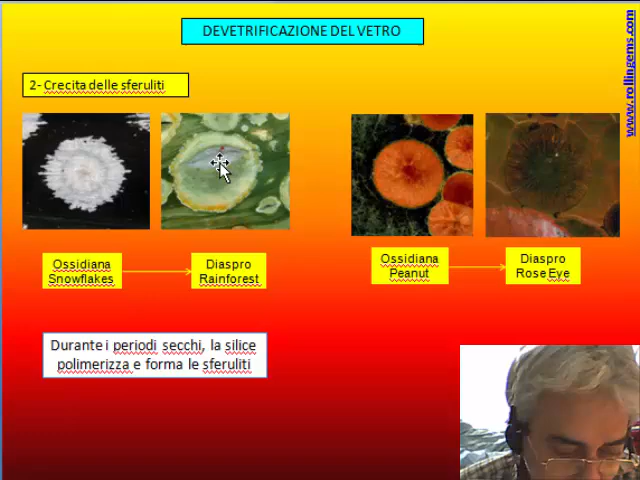 DEVETRIFICAZIONE DEL VETRO
www.rollingems.com
2- Crecita delle sferuliti
Ossidiana
Snowflakes
Diaspro
Rainforest
Ossidiana
Peanut
Diaspro
Rose Eye
Durante i periodi secchi, la silice
polimerizza e forma le sferuliti